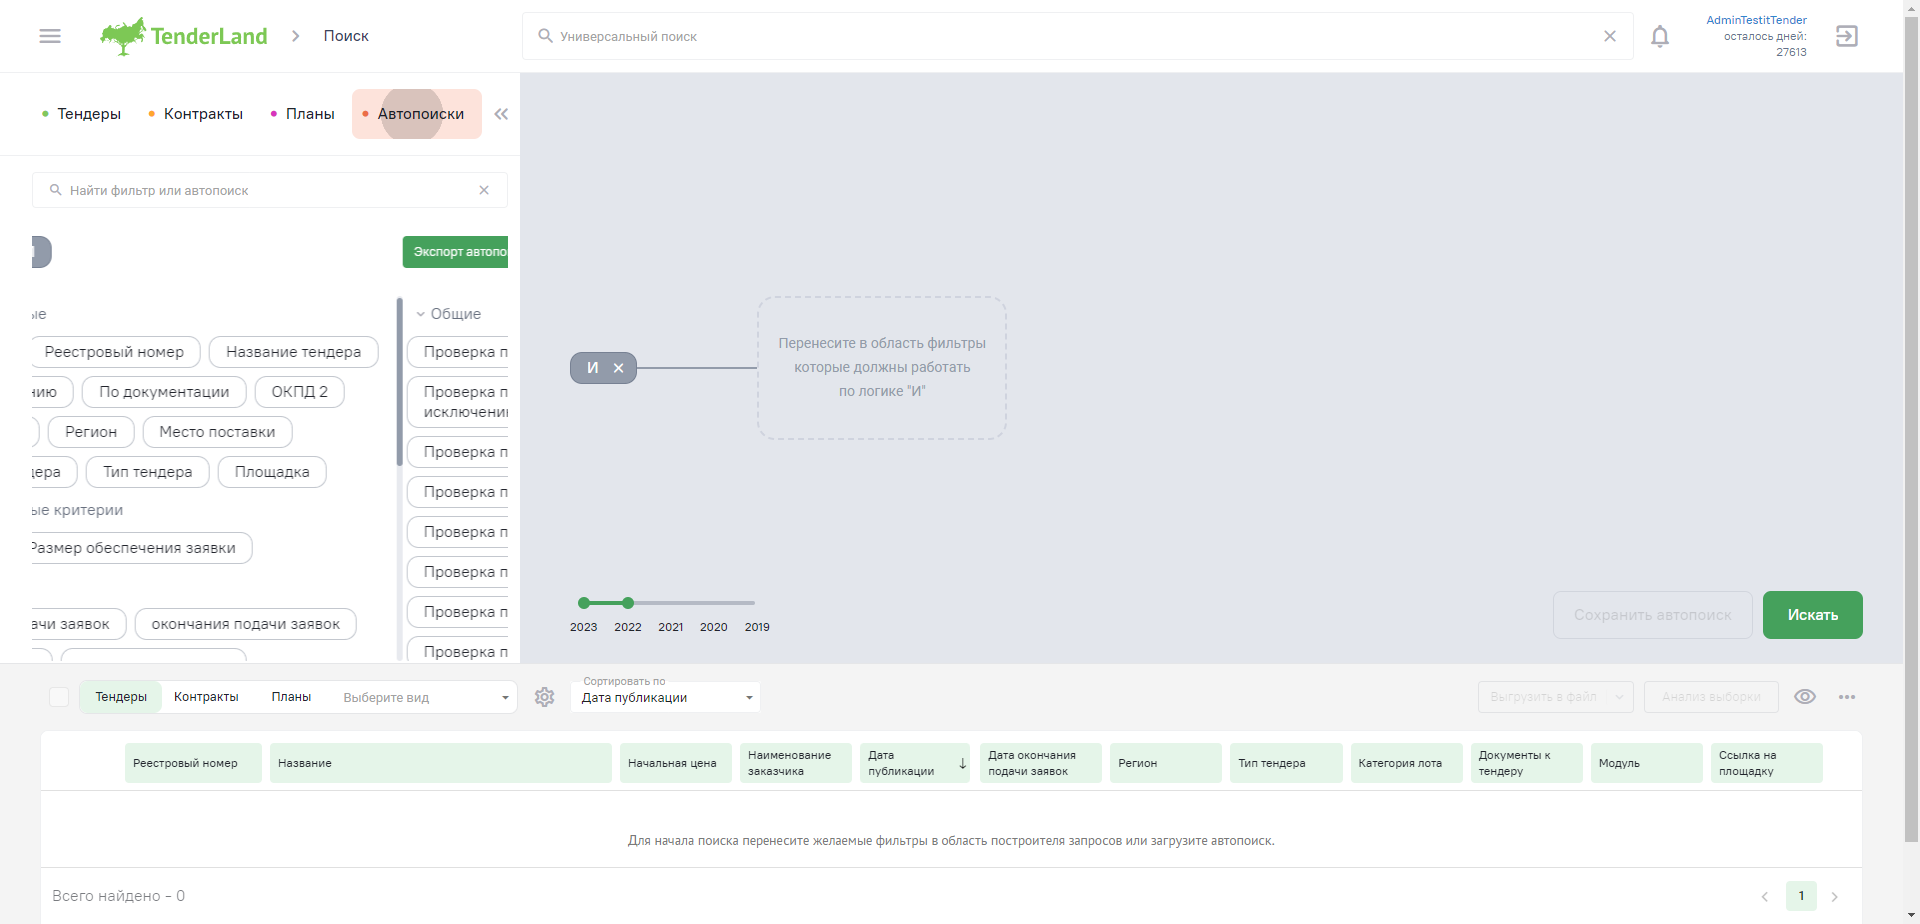 TenderLand
Поиск
Универсальный поиск
AdminTestitTender
осталось дней:
27613
Тендеры
Контракты
Планы
Автопоиски
Найти фильтр или автопоиск
Экспорт автопо
ые
Общие
Реестровый номер
Название тендера
Проверка п
нию
По документации
ОКПД 2
Проверка п
исключени
Регион
Место поставки
Проверка п
дера
Тип тендера
Площадка
Проверка п
ые критерии
Проверка п
Размер обеспечения заявки
Проверка п
Проверка п
ачи заявок
окончания подачи заявок
Проверка п
И
Перенесите в область фильтры
которые должны работать
по логике "И"
2023
2022
2021
2020
2019
Сохранить автопоиск
Искать
Тендеры
Контракты
Планы
Выберите вид
Сортировать по
Дата публикации
Выгрузить в файл
Анализ выборки
Реестровый номер
Название
Начальная цена
Наименование
заказчика
Дата
публикации
Дата окончания
подачи заявок
Регион
Тип тендера
Категория лота
Документы к
тендеру
Модуль
Ссылка на
площадку
Для начала поиска перенесите желаемые фильтры в область построителя запросов или загрузите автопоиск.
Всего найдено - 0
1